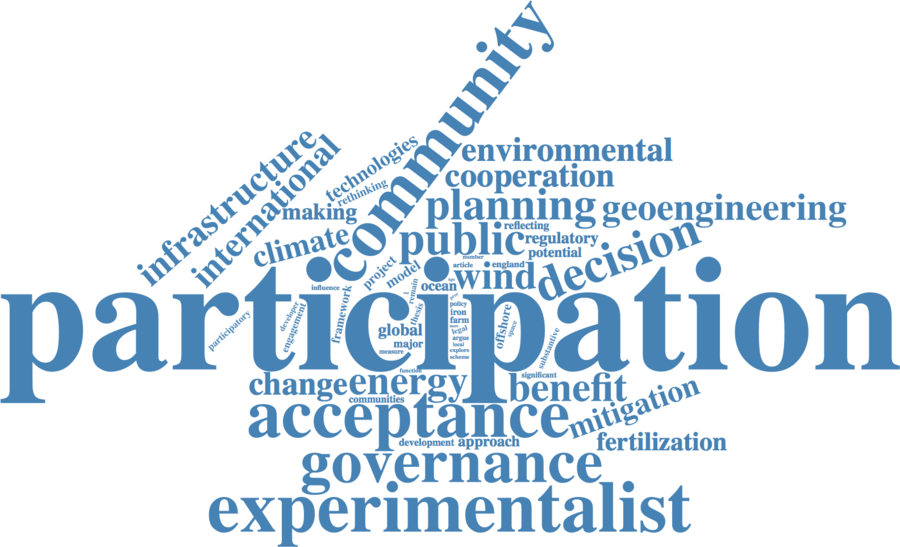 community
infrastructure
international
technologies
rethinking
making
climate
environmental
cooperation
planning
geoengineering
reflecting
public
regulatory
potential
decision
number
article
england
wind
project
model
ocean
influence
participation
participatory
developer
engagement
framework
remain
thesis
policy
iron
farm
legal
argue
local
explore
scheme
offshore
space
substantive
global
major
measure
function
significant
change
energy
communities
benefit
acceptance
mitigation
development
approach
fertilization
governance
experimentalist